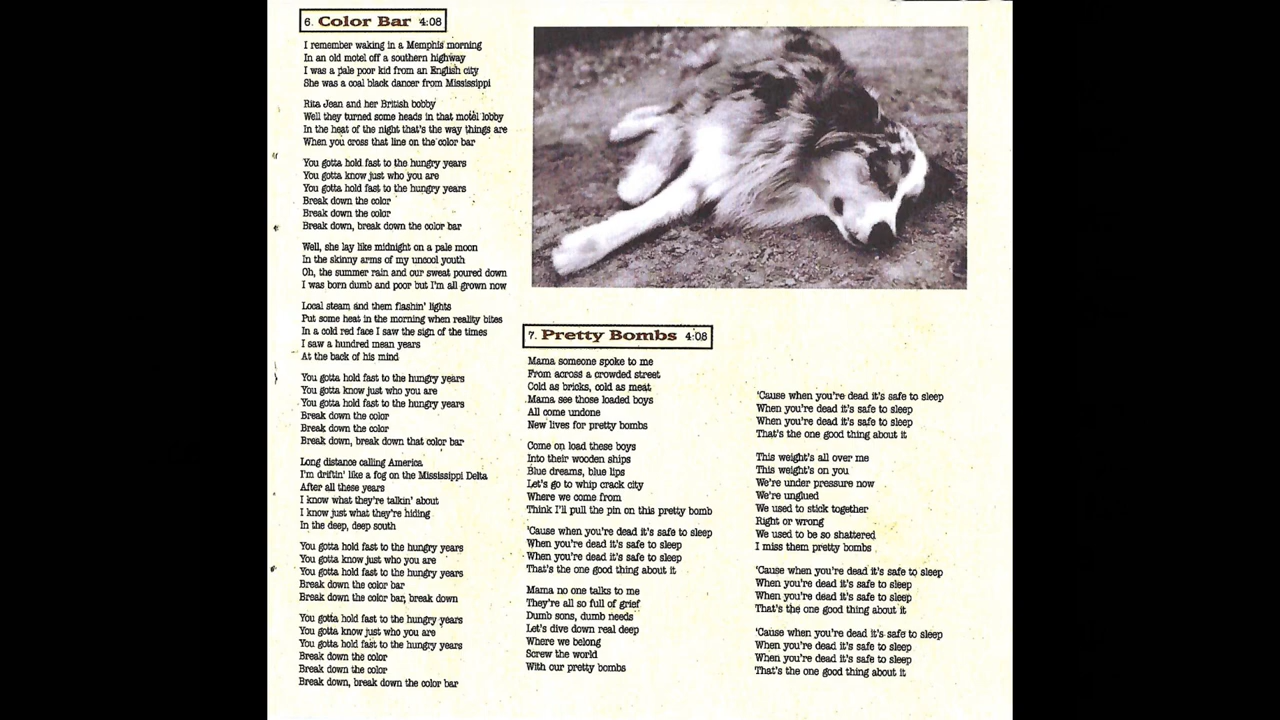 6. Color Bar 4:08
I remember waking in a Memphis morning
In an old motel off a southern highway
I was a pale poor kid from an English city
She was a coal black dancer from Mississippi
Rita Jean and her British bobby
Well they turned some heads in that motel lobby
In the heat of the night that's the way things are
When you cross that line on the color bar
You gotta hold fast to the hungry years
You gotta know just who you are
You gotta hold fast to the hungry years
Break down the color
Break down the color
Break down, break down the color bar
Well, she lay like midnight on a pale moon
In the skinny arms of my uncool youth
Oh, the summer rain and our sweat poured down
I was born dumb and poor but I'm all grown now
Local steam and them flashin' lights
Put some heat in the morning when reality bites
In a cold red face I saw the sign of the times
I saw a hundred mean years
At the back of his mind
You gotta hold fast to the hungry years
You gotta know just who you are
You gotta hold fast to the hungry years
Break down the color
Break down the color
Break down, break down that color bar
Long distance calling America
I'm driftin' like a fog on the Mississippi Delta
After all these years
I know what they're talkin' about
I know just what they're hiding
In the deep, deep south
You gotta hold fast to the hungry years
You gotta know just who you are
You gotta hold fast to the hungry years
Break down the color bar
Break down the color bar, break down
You gotta hold fast to the hungry years
You gotta know just who you are
You gotta hold fast to the hungry years
Break down the color
Break down the color
Break down, break down the color bar
7. Pretty Bombs 4:08
Mama someone spoke to me
From across a crowded street
Cold as bricks, cold as meat
Mama see those loaded boys
All come undone
New lives for pretty bombs
Come on load these boys
Into their wooden ships
Blue dreams, blue lips
Let's go to whip crack city
Where we come from
Think I'll pull the pin on this pretty bomb
'Cause when you're dead it's safe to sleep
When you're dead it's safe to sleep
When you're dead it's safe to sleep
That's the one good thing about it
Mama no one talks to me
They're all so full of grief
Dumb sons, dumb needs
Let's dive down real deep
Where we belong
Screw the world
With our pretty bombs
'Cause when you're dead it's safe to sleep
When you're dead it's safe to sleep
When you're dead it's safe to sleep
That's the one good thing about it
This weight's all over me
This weight's on you
We're under pressure now
We're unglued
We used to stick together
Right or wrong
We used to be so shattered
I miss them pretty bombs
'Cause when you're dead it's safe to sleep
When you're dead it's safe to sleep
When you're dead it's safe to sleep
That's the one good thing about it
'Cause when you're dead it's safe to sleep
When you're dead it's safe to sleep
When you're dead it's safe to sleep
That's the one good thing about it